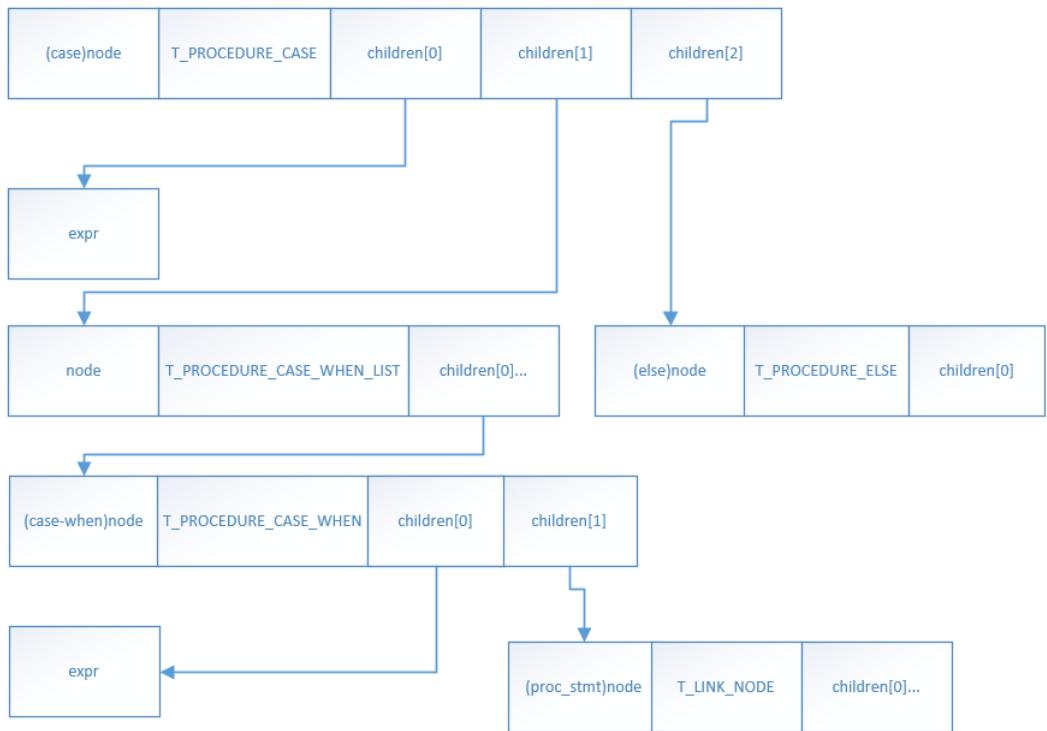 (case)node
T_PROCEDURE_CASE
children[0]
children[1]
children[2]
expr
node
T_PROCEDURE_CASE_WHEN_LIST
children[0]...
(else)node
T_PROCEDURE_ELSE
children[0]
(case-when)node
T_PROCEDURE_CASE_WHEN
children[0]
children[1]
expr
(proc_stmt)node
T_LINK_NODE
children[0]...